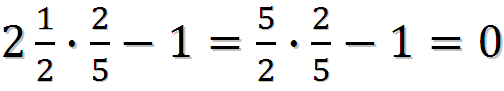 2 1/2 · 2/5 − 1 = 5/2 · 2/5 − 1 = 0